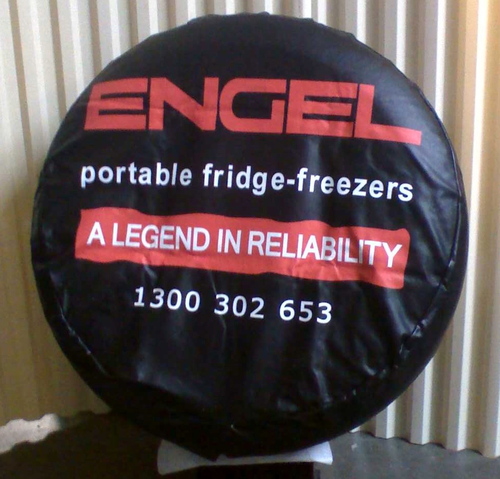 ENGEL
portable fridge-freezers
A LEGEND IN RELIABILITY
1300 302 653